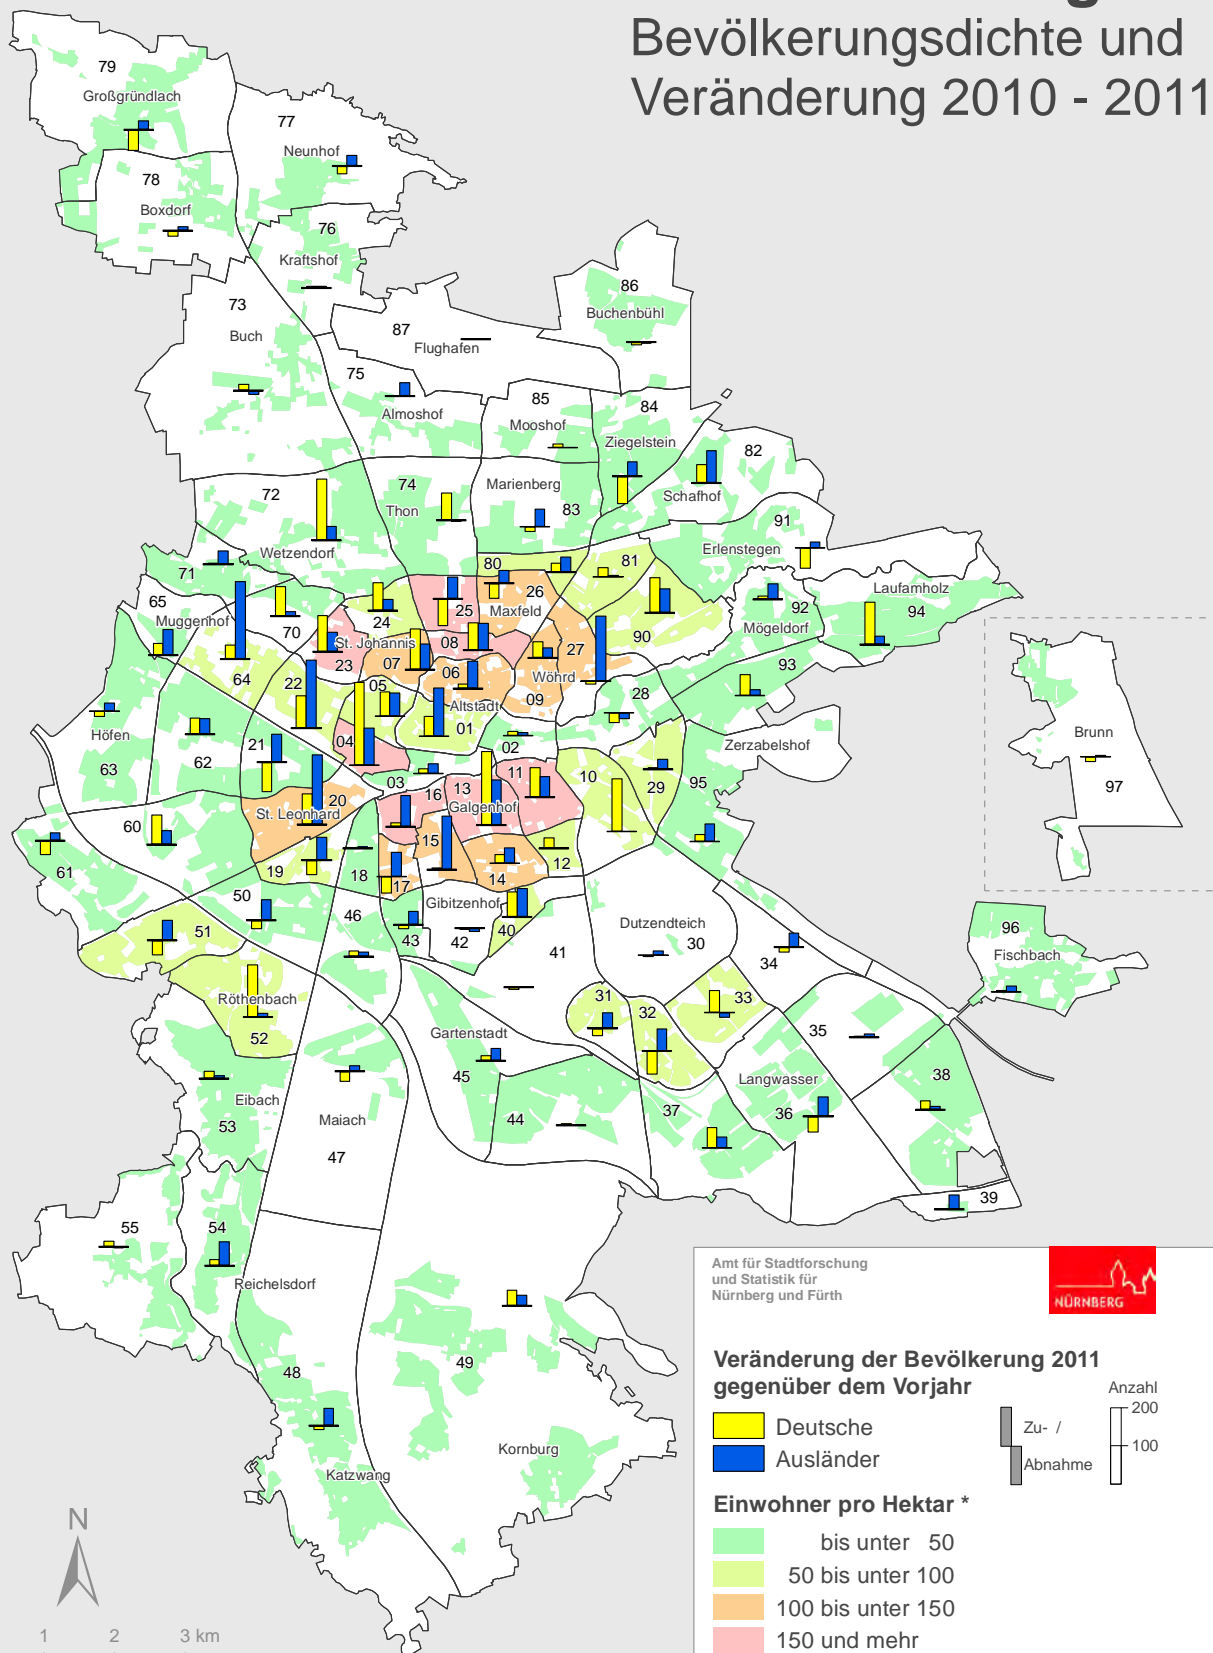 Bevölkerungsdichte und
Veränderung 2010 - 2011
79
Großgründlach
77
Neunhof
78
Boxdorf
76
Kraftshof
86
Buchenbühl
73
Buch
87
Flughafen
75
Almoshof
85
Mooshof
84
Ziegelstein
82
Schafhof
72
Wetzendorf
74
Thon
Marienberg
83
91
Erlenstegen
71
80
81
Laufamholz
94
65
Muggenhof
70
24
25
26
Maxfeld
92
Mögeldorf
90
St. Johannis
23
08
07
06
27
Wöhrd
64
22
05
Altstadt
01
09
93
28
Höfen
63
62
21
04
02
Zerzabelshof
Brunn
97
03
10
29
95
20
St. Leonhard
16
13
11
Galgenhof
60
15
12
61
19
18
17
14
50
46
43
Gibitzenhof
42
40
41
Dutzendteich
30
34
96
Fischbach
51
Röthenbach
52
31
32
33
35
Gartenstadt
45
Langwasser
36
38
Eibach
53
Maiach
47
44
37
39
55
54
Reichelsdorf
48
49
Katzwang
Kornburg
N
1 2 3 km
Amt für Stadtforschung
und Statistik für
Nürnberg und Fürth
NÜRNBERG
Veränderung der Bevölkerung 2011
gegenüber dem Vorjahr
Deutsche
Ausländer
Zu- /
Abnahme
Anzahl
200
100
Einwohner pro Hektar *
bis unter 50
50 bis unter 100
100 bis unter 150
150 und mehr